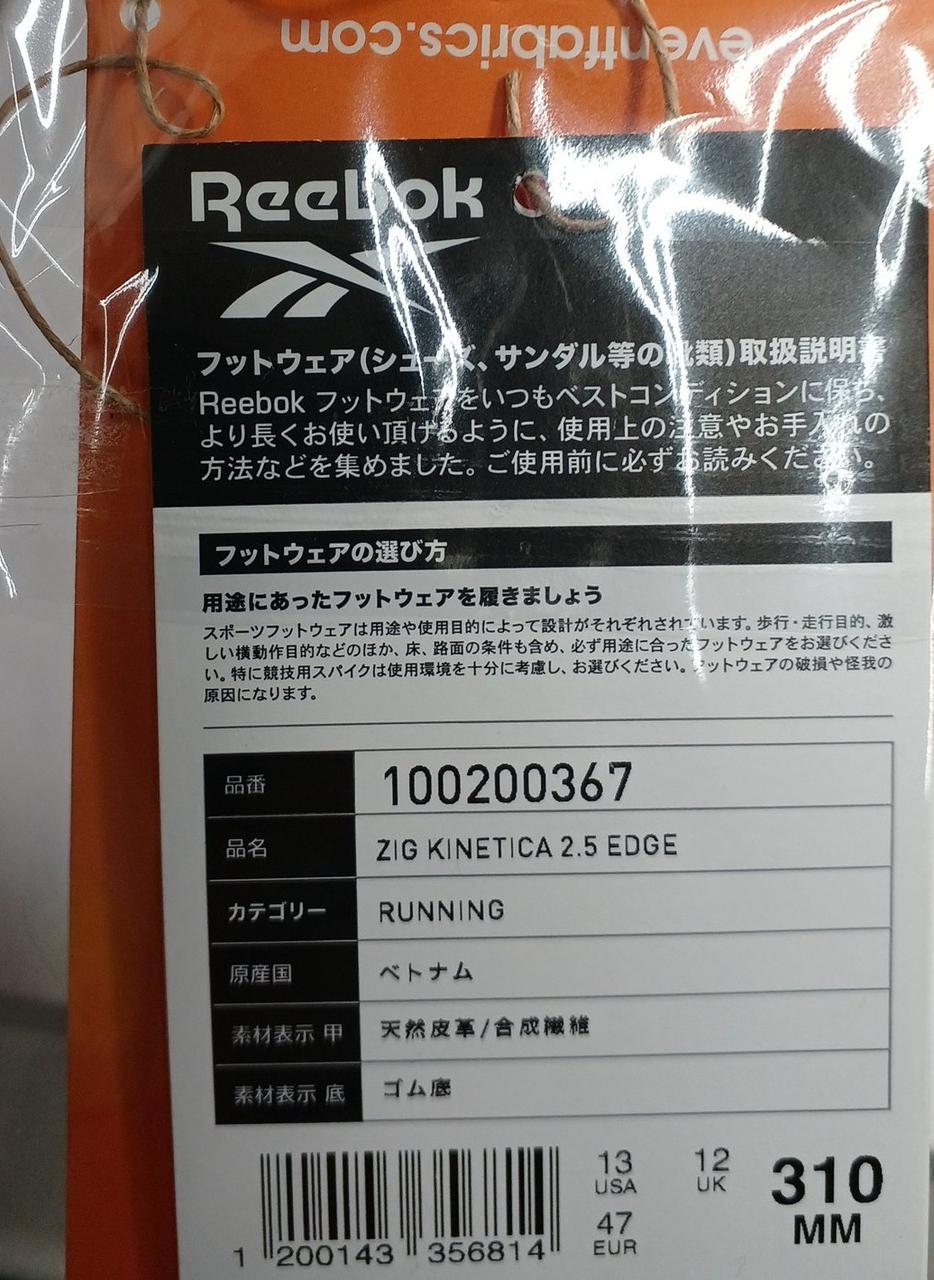 eventfabrics.com
Reebok
フットウェア(シューズ、サンダル等の靴類)取扱説明書
Reebok フットウェアをいつもベストコンディションに保ち、
より長くお使い頂けるように、使用上の注意やお手入れの
方法などを集めました。ご使用前に必ずお読みください。
フットウェアの選び方
用途にあったフットウェアを履きましょう
スポーツフットウェアは用途や使用目的によって設計がそれぞれされています。歩行・走行目的、激
しい横動作目的などのほか、床、路面の条件も含め、必ず用途に合ったフットウェアをお選びくださ
い。特に競技用スパイクは使用環境を十分に考慮し、お選びください。フットウェアの破損や怪我の
原因になります。
品番 100200367
品名 ZIG KINETICA 2.5 EDGE
カテゴリー RUNNING
原産国 ベトナム
素材表示 甲 天然皮革/合成繊維
素材表示 底 ゴム底
13 USA 12 UK 310 MM
47 EUR
1 200143 356814